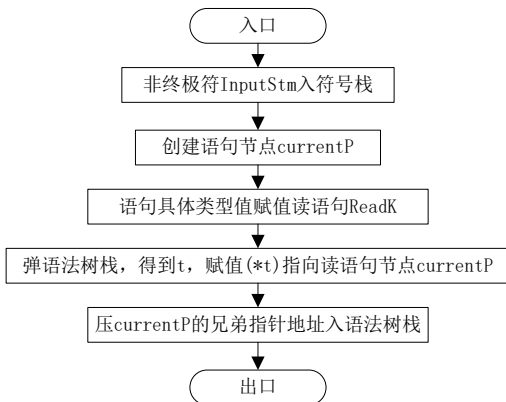 入口
非终极符InputStm入符号栈
创建语句节点currentP
语句具体类型值赋值读语句ReadK
弹语法树栈，得到t，赋值(*t)指向读语句节点currentP
压currentP的兄弟指针地址入语法树栈
出口